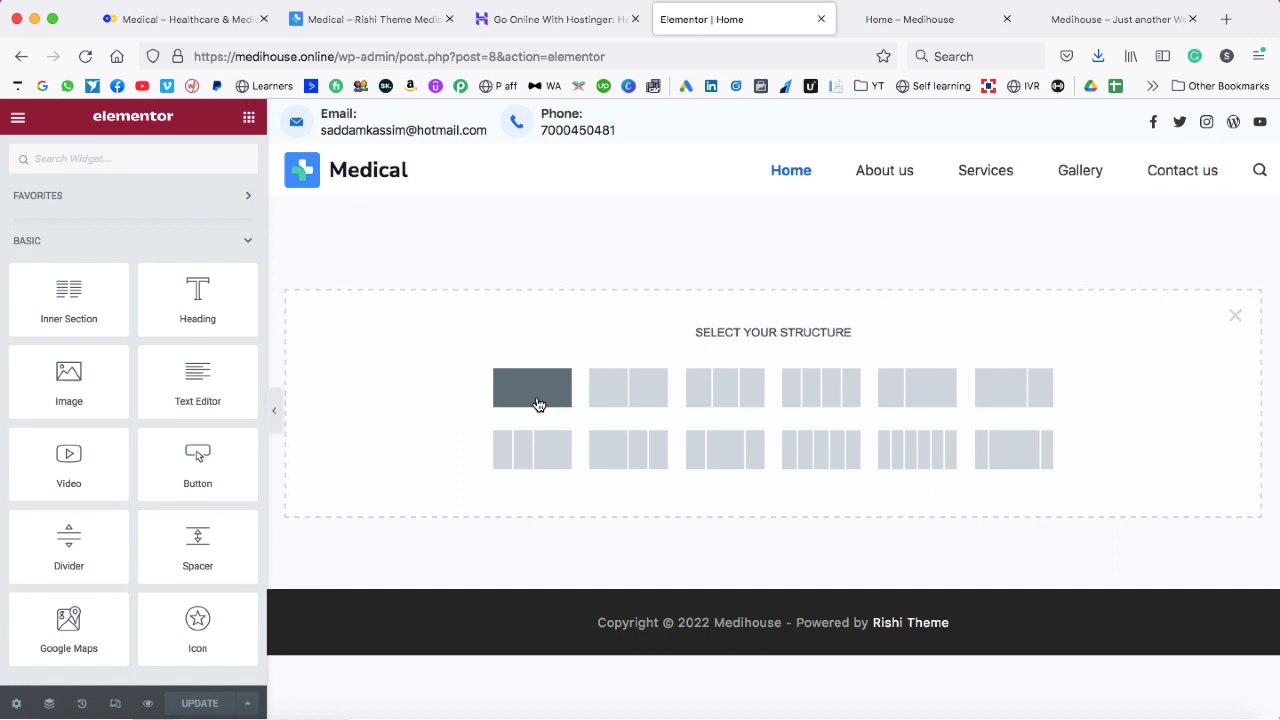 Medical – Healthcare & Medic
Medical – Rishi Theme Medic
Go Online With Hostinger: Ho
Elementor | Home
Home – Medihouse
Medihouse – Just another Wo
https://medihouse.online/wp-admin/post.php?post=8&action=elementor
Search
Learners
P aff
WA
YT
Self learning
IVR
Other Bookmarks
elementor
Search Widget...
FAVORITES
BASIC
Inner Section
Heading
Image
Text Editor
Video
Button
Divider
Spacer
Google Maps
Icon
UPDATE
Email:
saddamkassim@hotmail.com
Phone:
7000450481
Medical
Home
About us
Services
Gallery
Contact us
SELECT YOUR STRUCTURE
Copyright © 2022 Medihouse - Powered by Rishi Theme